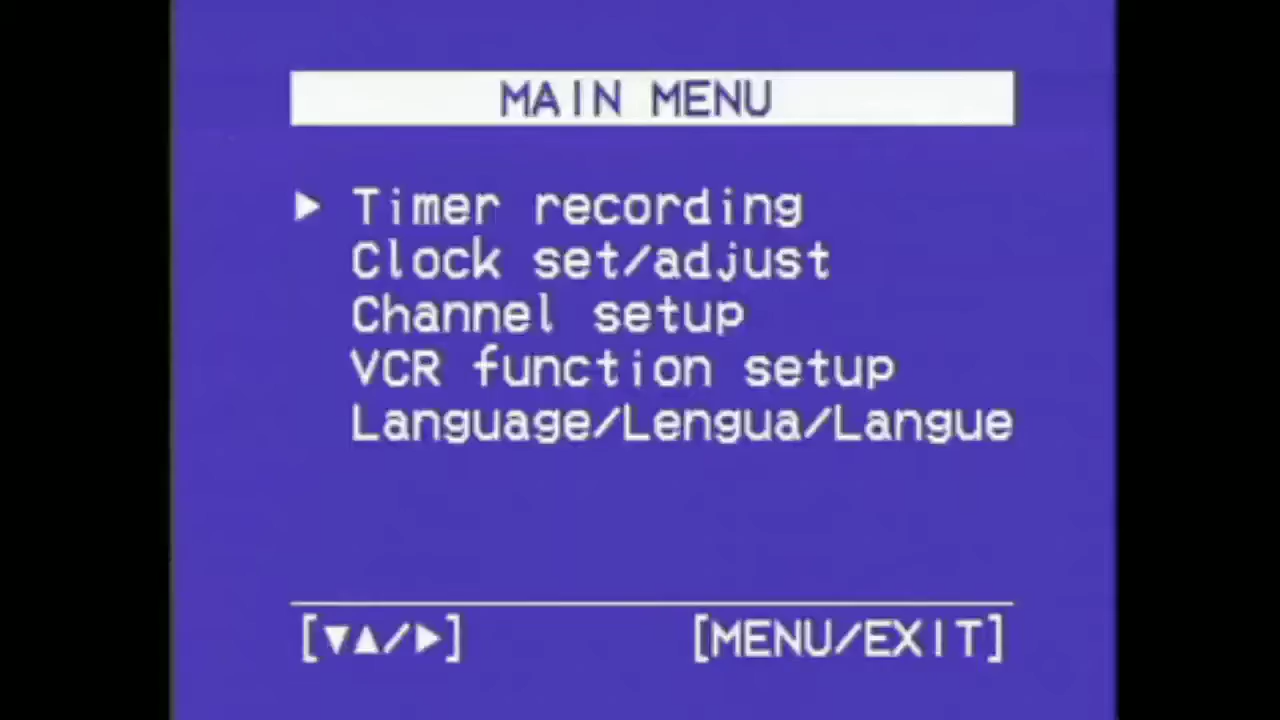 MAIN MENU
▶ Timer recording
Clock set/adjust
Channel setup
VCR function setup
Language/Lengua/Langue
[▼▲/▶] [MENU/EXIT]